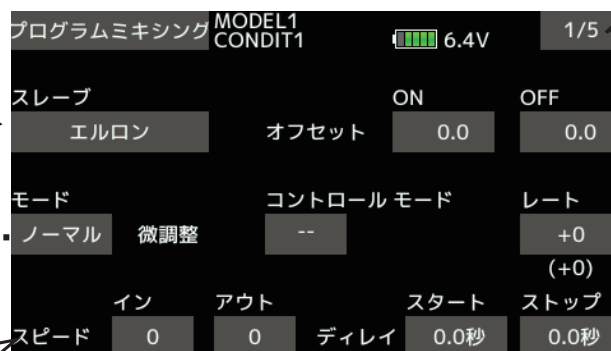 プログラムミキシング MODEL1 CONDIT1 6.4V 1/5
スレーブ ON OFF
エルロン オフセット 0.0 0.0
モード コントロール モード レート
ノーマル 微調整 -- +0
(+0)
イン アウト スタート ストップ
スピード 0 0 ディレイ 0.0秒 0.0秒